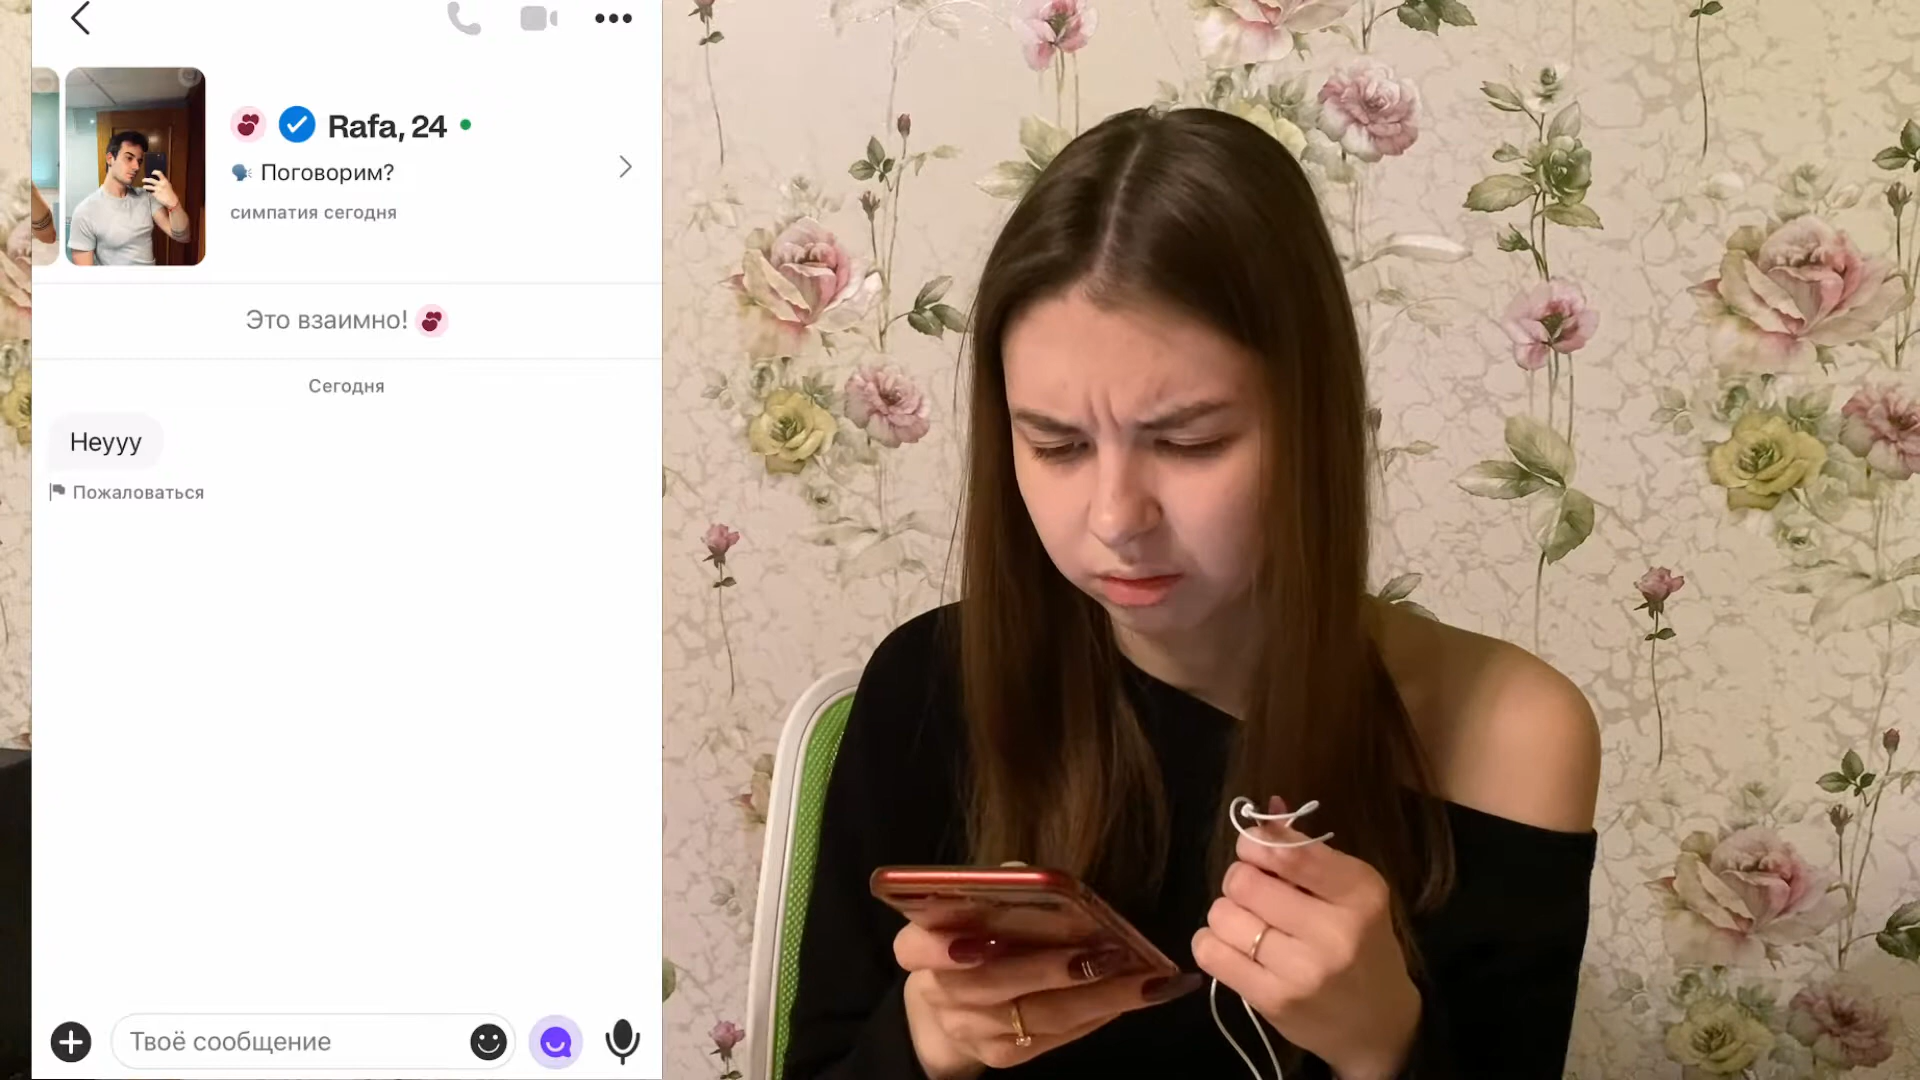 Rafa, 24
Поговорим?
симпатия сегодня
Это взаимно!
Сегодня
Heyyy
Пожаловаться
Твоё сообщение